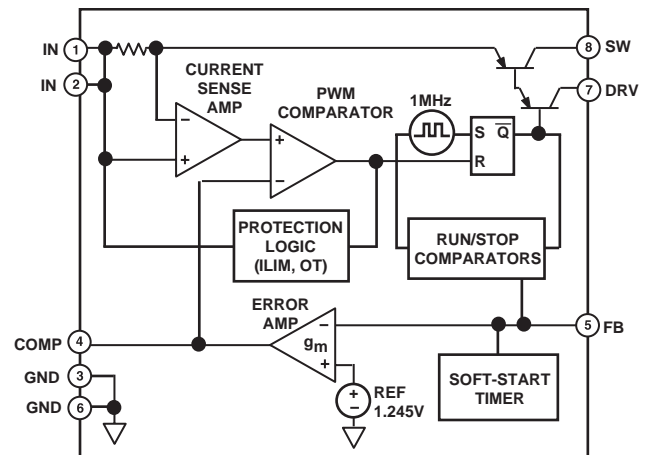 IN 1
IN 2
8 SW
7 DRV
CURRENT
SENSE
AMP
−
+
PWM
COMPARATOR
+
−
1MHz
S Q̅
R
PROTECTION
LOGIC
(ILIM, OT)
RUN/STOP
COMPARATORS
ERROR
AMP
−
gm
+
5 FB
COMP 4
GND 3
GND 6
+
−
REF
1.245V
SOFT-START
TIMER